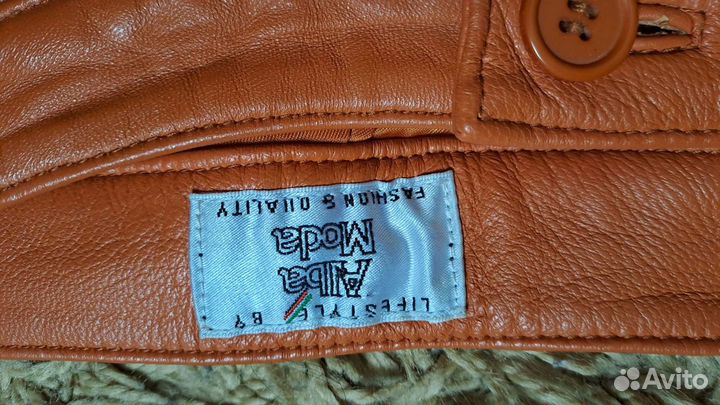 LIFESTYLE BY
Alba
Moda
FASHION & QUALITY
Avito